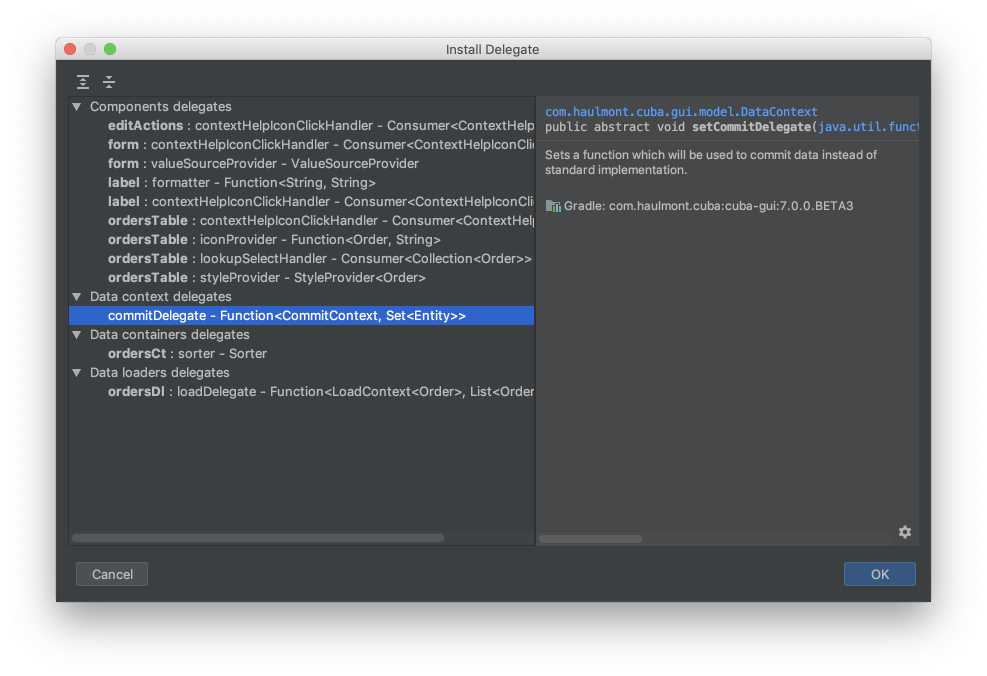 Install Delegate
Components delegates
editActions : contextHelpIconClickHandler – Consumer<ContextHelp
form : contextHelpIconClickHandler – Consumer<ContextHelpIconCli
form : valueSourceProvider – ValueSourceProvider
label : formatter – Function<String, String>
label : contextHelpIconClickHandler – Consumer<ContextHelpIconCli
ordersTable : contextHelpIconClickHandler – Consumer<ContextHelp
ordersTable : iconProvider – Function<Order, String>
ordersTable : lookupSelectHandler – Consumer<Collection<Order>>
ordersTable : styleProvider – StyleProvider<Order>
Data context delegates
commitDelegate – Function<CommitContext, Set<Entity>>
Data containers delegates
ordersCt : sorter – Sorter
Data loaders delegates
ordersDl : loadDelegate – Function<LoadContext<Order>, List<Order
com.haulmont.cuba.gui.model.DataContext
public abstract void setCommitDelegate(java.util.funct
Sets a function which will be used to commit data instead of
standard implementation.
Gradle: com.haulmont.cuba:cuba-gui:7.0.0.BETA3
Cancel
OK